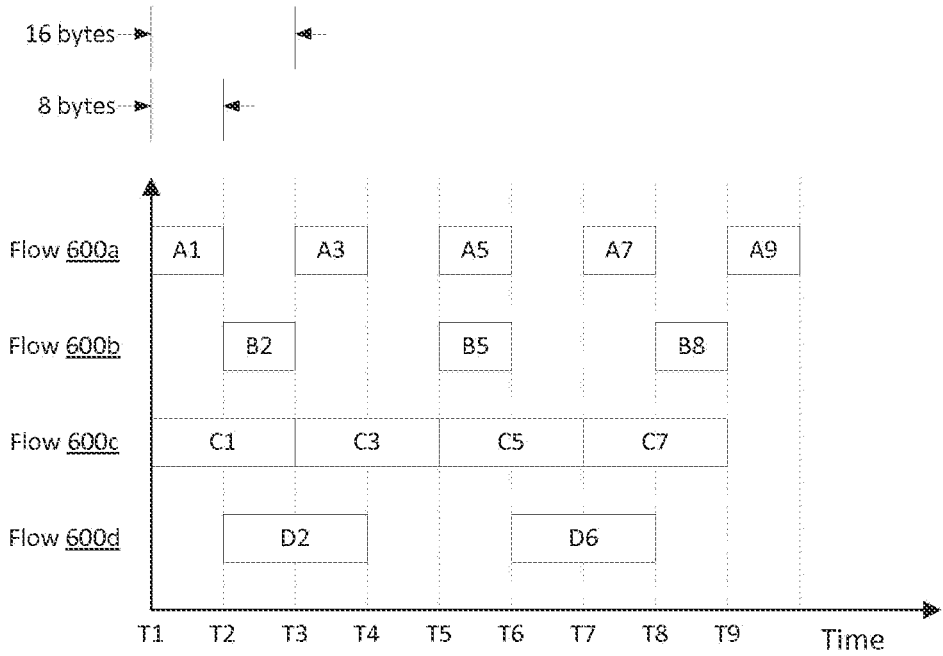 16 bytes
8 bytes
Flow 600a A1 A3 A5 A7 A9
Flow 600b B2 B5 B8
Flow 600c C1 C3 C5 C7
Flow 600d D2 D6
T1 T2 T3 T4 T5 T6 T7 T8 T9 Time